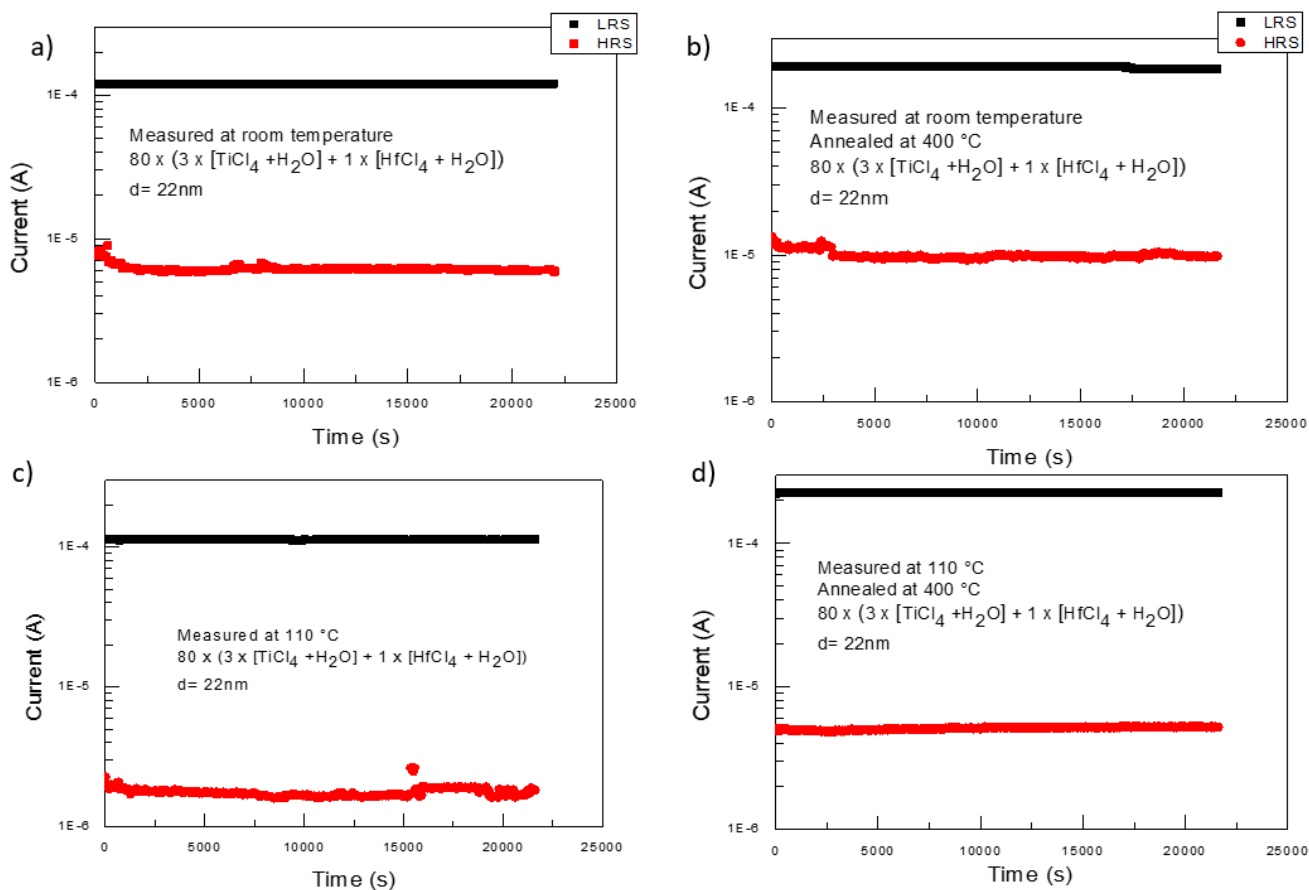 a)
LRS
HRS
1E-4
1E-5
1E-6
Current (A)
Measured at room temperature
80 x (3 x [TiCl4 +H2O] + 1 x [HfCl4 + H2O])
d= 22nm
0 5000 10000 15000 20000 25000
Time (s)
b)
LRS
HRS
1E-4
1E-5
1E-6
Current (A)
Measured at room temperature
Annealed at 400 °C
80 x (3 x [TiCl4 +H2O] + 1 x [HfCl4 + H2O])
d= 22nm
0 5000 10000 15000 20000 25000
Time (s)
c)
1E-4
1E-5
1E-6
Current (A)
Measured at 110 °C
80 x (3 x [TiCl4 +H2O] + 1 x [HfCl4 + H2O])
d= 22nm
0 5000 10000 15000 20000 25000
Time (s)
d)
1E-4
1E-5
1E-6
Current (A)
Measured at 110 °C
Annealed at 400 °C
80 x (3 x [TiCl4 +H2O] + 1 x [HfCl4 + H2O])
d= 22nm
0 5000 10000 15000 20000 25000
Time (s)